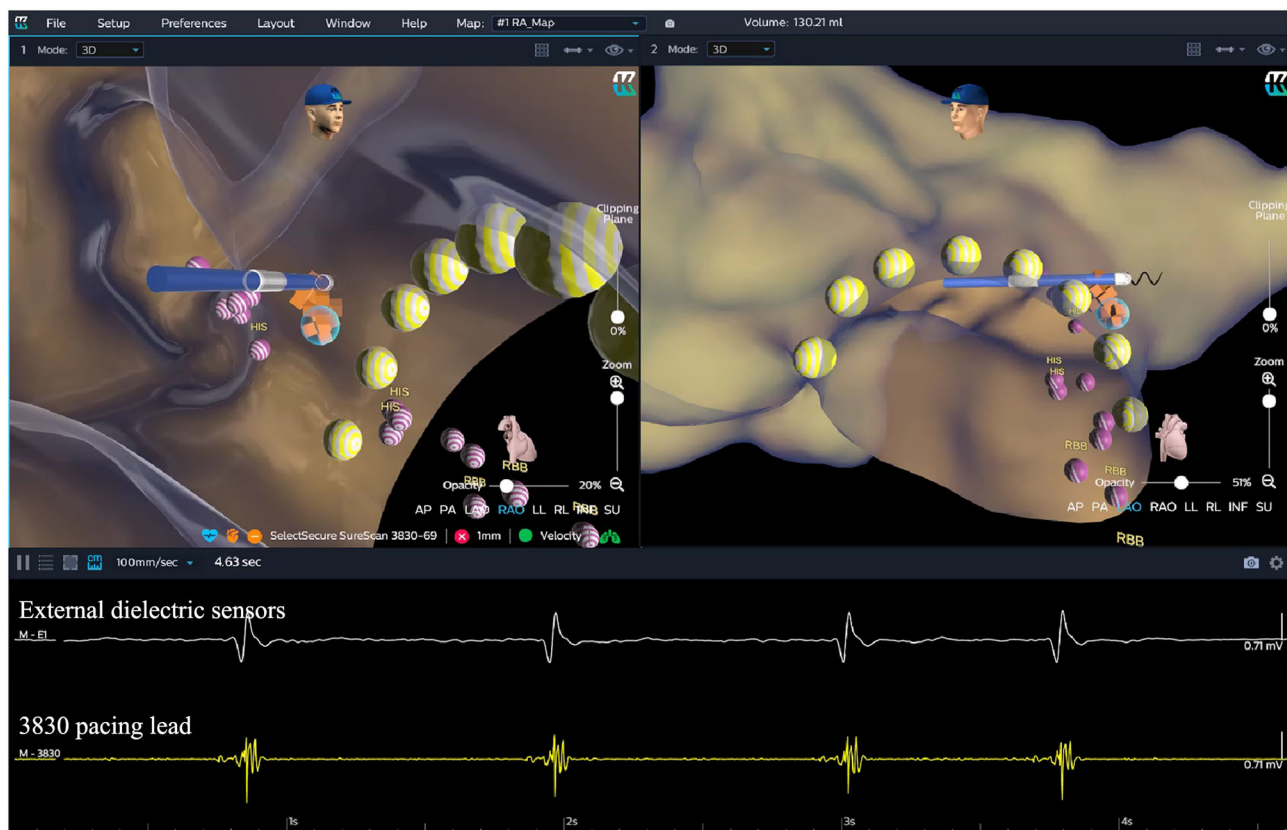 File Setup Preferences Layout Window Help Map: #1 RA_Map Volume: 130.21 ml
1 Mode: 3D
2 Mode: 3D
Clipping
Plane
0%
Zoom
HIS
HIS
HIS
RBB
RBB
RBB
Opacity 20%
AP PA LAO RAO LL RL INF SU
SelectSecure SureScan 3830-69 1mm Velocity
Clipping
Plane
0%
Zoom
HIS
HIS
HIS
RBB
RBB
RBB
Opacity 51%
AP PA LAO RAO LL RL INF SU
cm
100mm/sec 4.63 sec
External dielectric sensors
M - E1
0.71 mV
3830 pacing lead
M - 3830
0.71 mV
1s 2s 3s 4s